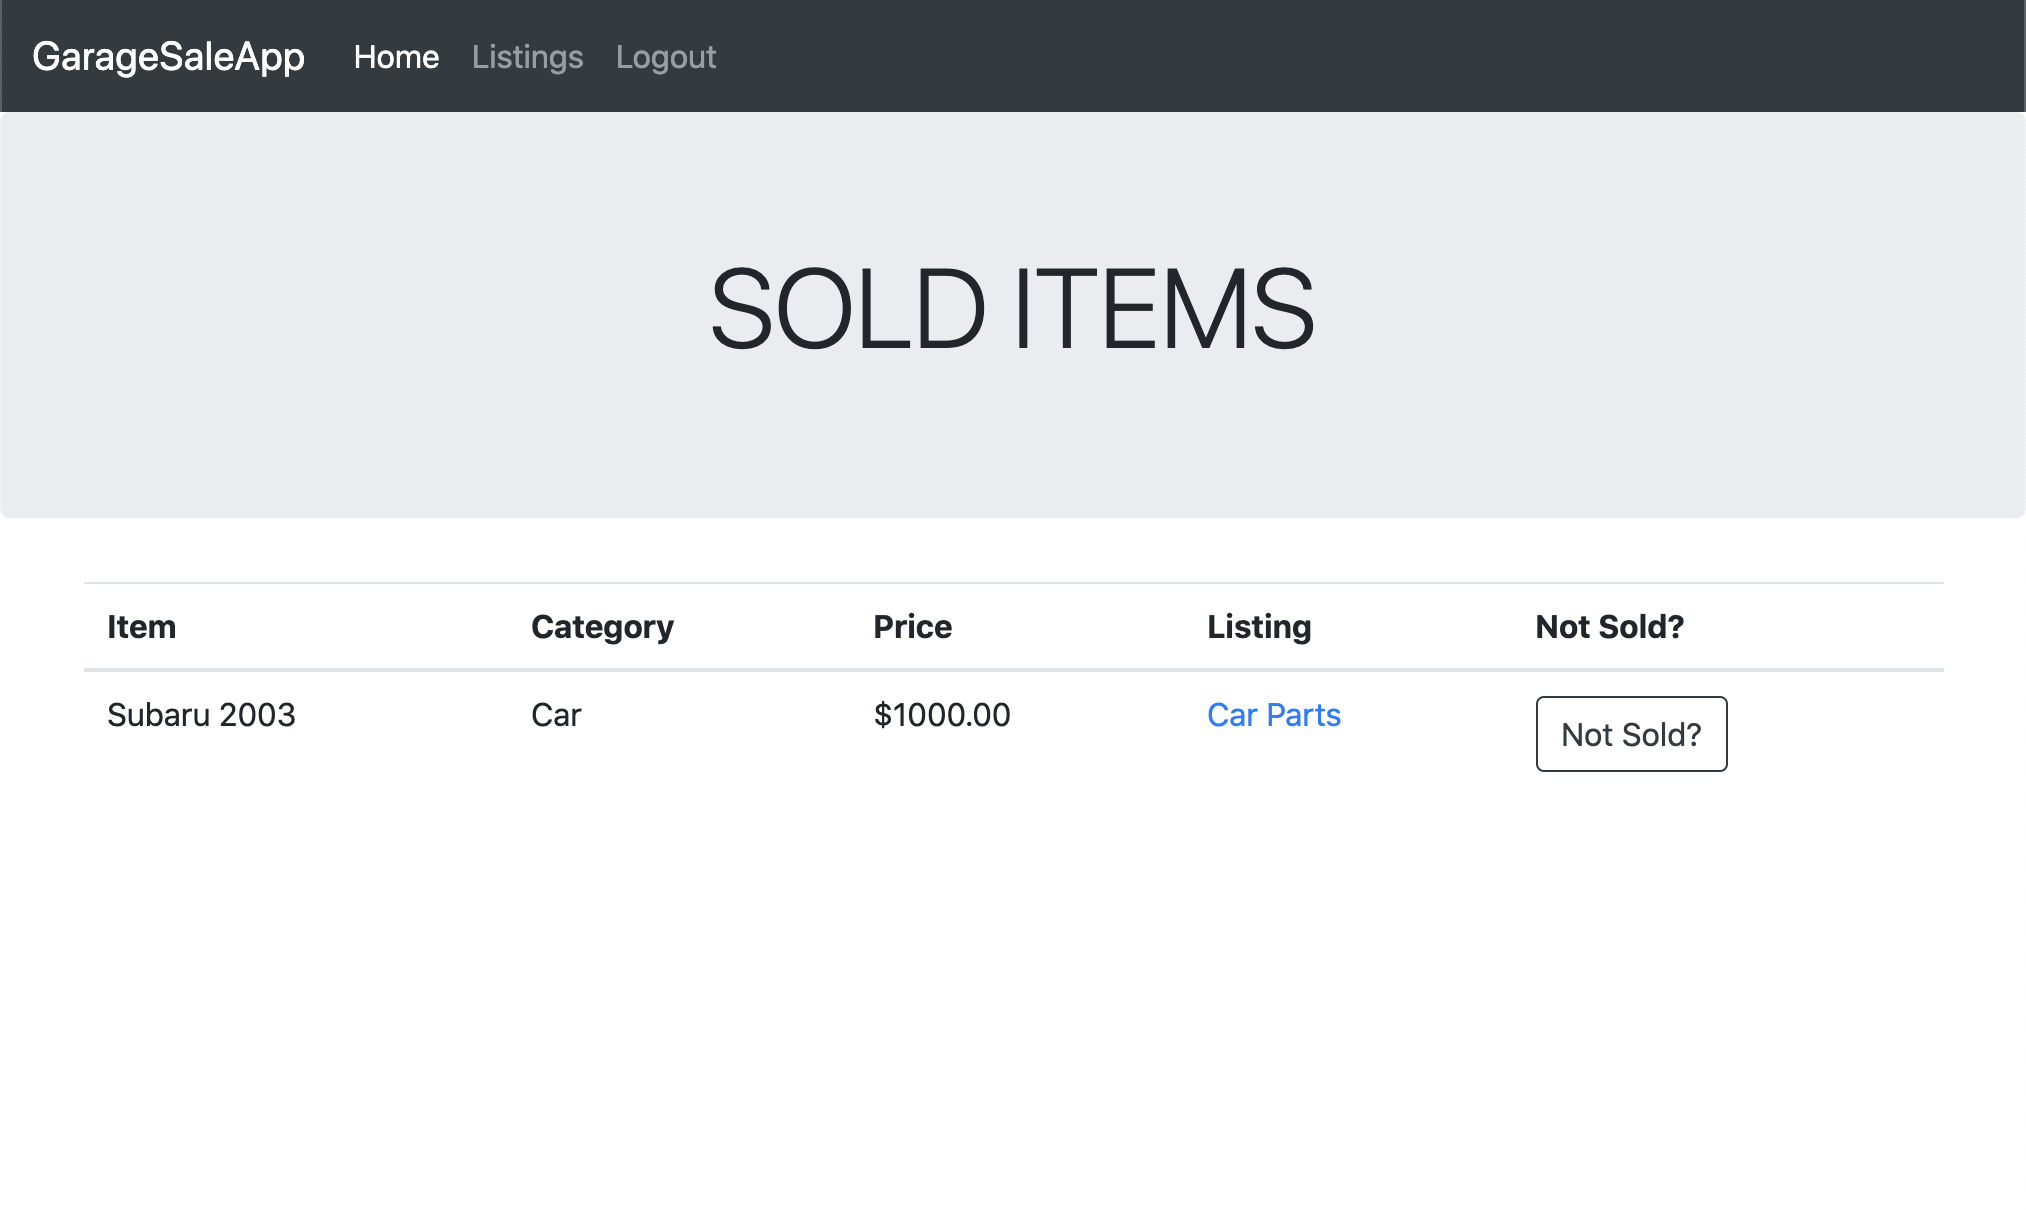 GarageSaleApp Home Listings Logout
SOLD ITEMS
Item Category Price Listing Not Sold?
Subaru 2003 Car $1000.00 Car Parts Not Sold?